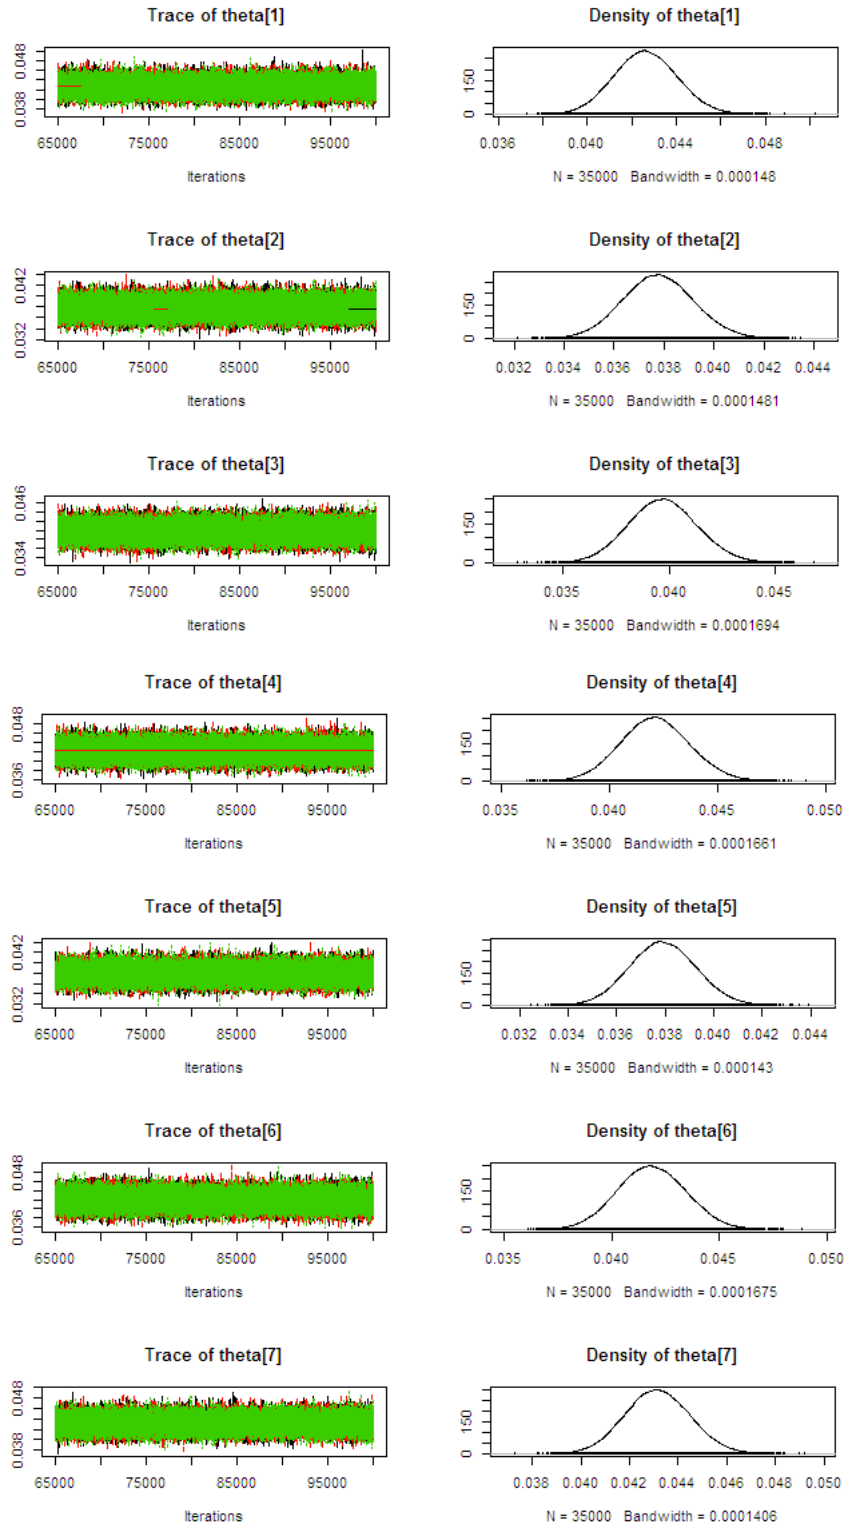 Trace of theta[1]
Density of theta[1]
0.038 0.048
0 150
65000 75000 85000 95000
0.036 0.040 0.044 0.048
Iterations
N = 35000 Bandwidth = 0.000148
Trace of theta[2]
Density of theta[2]
0.032 0.042
0 150
65000 75000 85000 95000
0.032 0.034 0.036 0.038 0.040 0.042 0.044
Iterations
N = 35000 Bandwidth = 0.0001481
Trace of theta[3]
Density of theta[3]
0.034 0.046
0 150
65000 75000 85000 95000
0.035 0.040 0.045
Iterations
N = 35000 Bandwidth = 0.0001694
Trace of theta[4]
Density of theta[4]
0.036 0.048
0 150
65000 75000 85000 95000
0.035 0.040 0.045 0.050
Iterations
N = 35000 Bandwidth = 0.0001661
Trace of theta[5]
Density of theta[5]
0.032 0.042
0 150
65000 75000 85000 95000
0.032 0.034 0.036 0.038 0.040 0.042 0.044
Iterations
N = 35000 Bandwidth = 0.000143
Trace of theta[6]
Density of theta[6]
0.036 0.048
0 150
65000 75000 85000 95000
0.035 0.040 0.045 0.050
Iterations
N = 35000 Bandwidth = 0.0001675
Trace of theta[7]
Density of theta[7]
0.038 0.048
0 150
65000 75000 85000 95000
0.038 0.040 0.042 0.044 0.046 0.048 0.050
Iterations
N = 35000 Bandwidth = 0.0001406